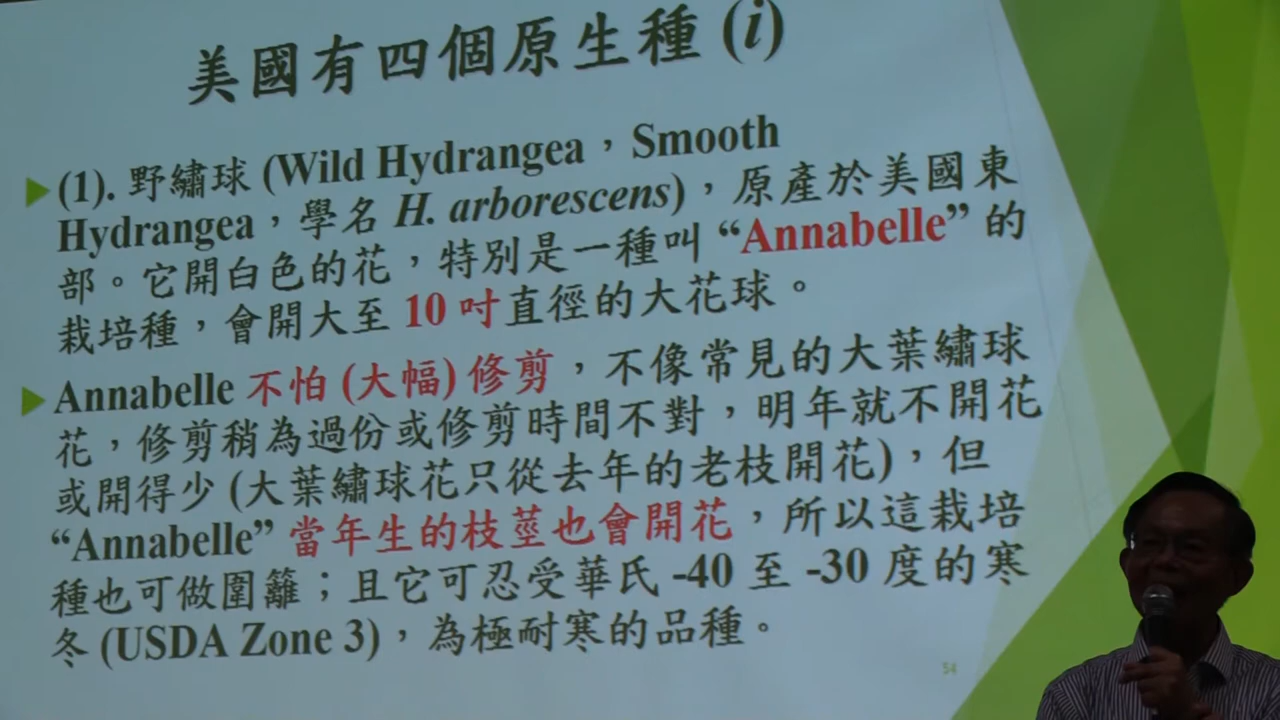 美國有四個原生種 (i)
(1). 野繡球 (Wild Hydrangea，Smooth
Hydrangea，學名 H. arborescens)，原產於美國東
部。它開白色的花，特別是一種叫 “Annabelle” 的
栽培種，會開大至 10 吋直徑的大花球。
Annabelle 不怕 (大幅) 修剪，不像常見的大葉繡球
花，修剪稍為過份或修剪時間不對，明年就不開花
或開得少 (大葉繡球花只從去年的老枝開花)，但
“Annabelle” 當年生的枝莖也會開花，所以這栽培
種也可做圍籬；且它可忍受華氏 -40 至 -30 度的寒
冬 (USDA Zone 3)，為極耐寒的品種。
54